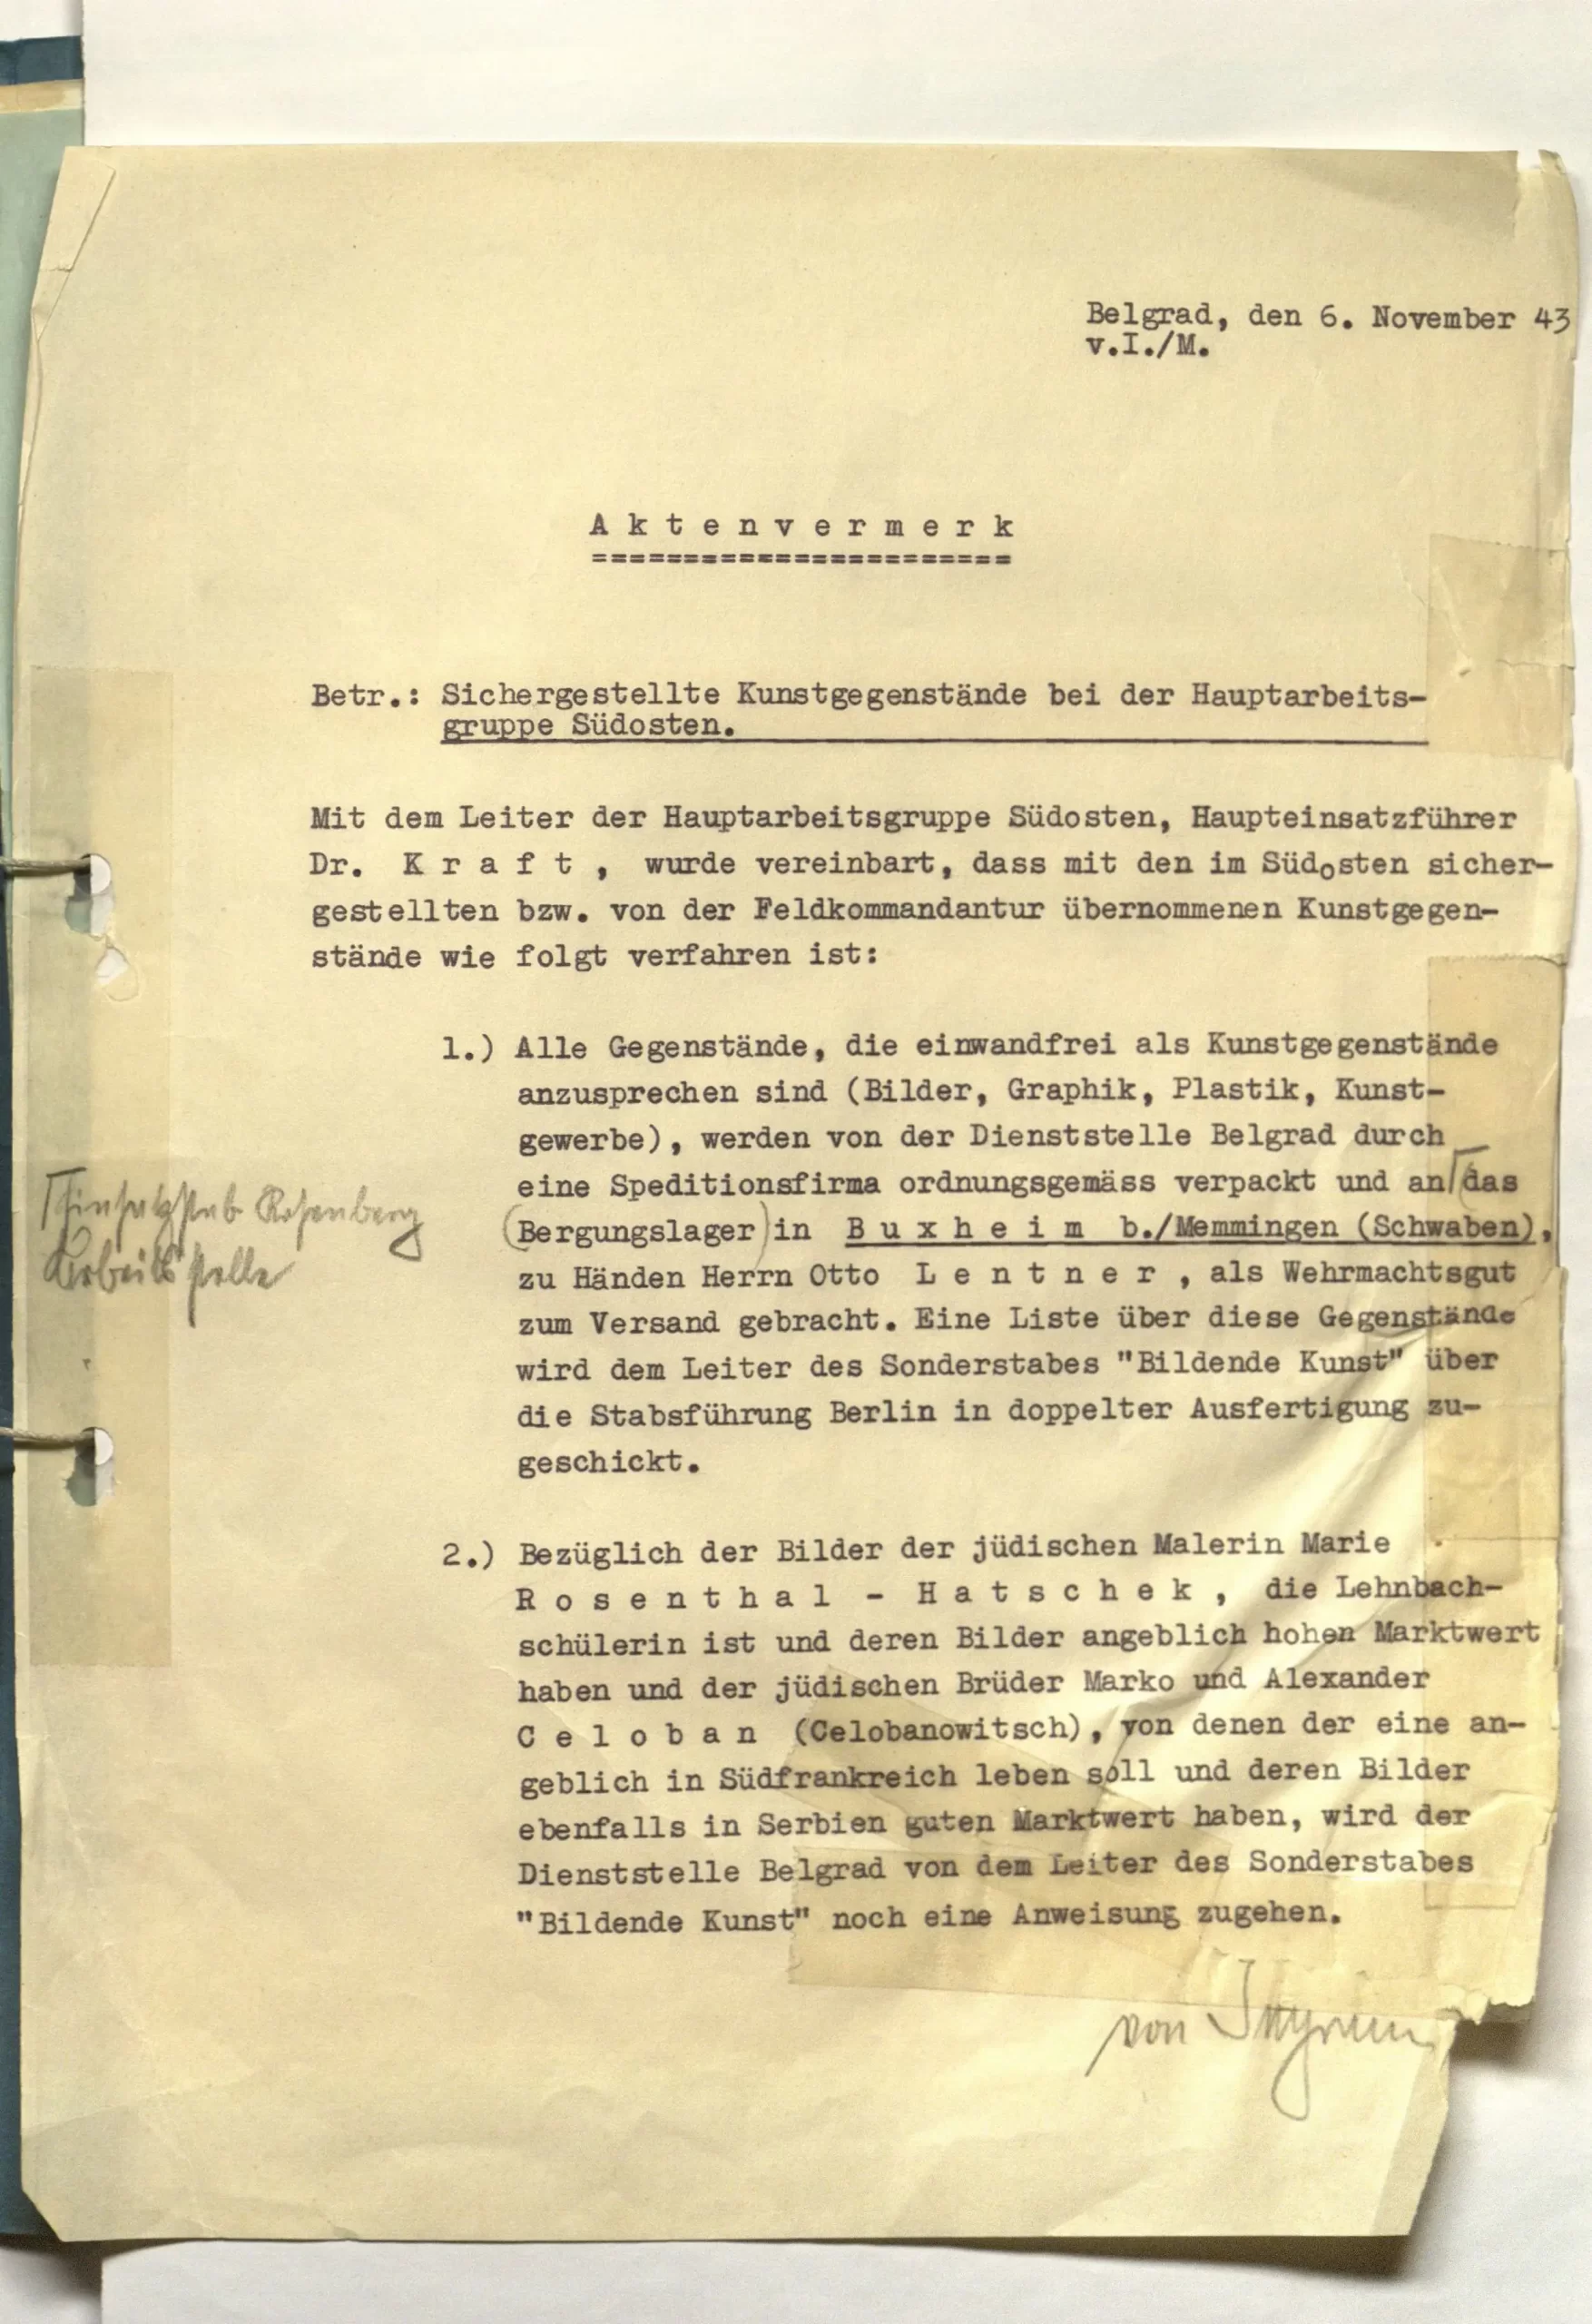 Belgrad, den 6. November 43
v.I./M.
A k t e n v e r m e r k
=======================
Betr.: Sichergestellte Kunstgegenstände bei der Hauptarbeits-
gruppe Südosten.
Mit dem Leiter der Hauptarbeitsgruppe Südosten, Haupteinsatzführer
Dr. K r a f t , wurde vereinbart, dass mit den im Südosten sicher-
gestellten bzw. von der Feldkommandantur übernommenen Kunstgegen-
stände wie folgt verfahren ist:
1.) Alle Gegenstände, die einwandfrei als Kunstgegenstände
anzusprechen sind (Bilder, Graphik, Plastik, Kunst-
gewerbe), werden von der Dienststelle Belgrad durch
eine Speditionsfirma ordnungsgemäss verpackt und an das
Einsatzstab Rosenberg
(Bergungslager) in B u x h e i m b./Memmingen (Schwaben),
Arbeitsstelle
zu Händen Herrn Otto L e n t n e r , als Wehrmachtsgut
zum Versand gebracht. Eine Liste über diese Gegenstände
wird dem Leiter des Sonderstabes "Bildende Kunst" über
die Stabsführung Berlin in doppelter Ausfertigung zu-
geschickt.
2.) Bezüglich der Bilder der jüdischen Malerin Marie
R o s e n t h a l - H a t s c h e k , die Lehnbach-
schülerin ist und deren Bilder angeblich hohen Marktwert
haben und der jüdischen Brüder Marko und Alexander
C e l o b a n (Celobanowitsch), von denen der eine an-
geblich in Südfrankreich leben soll und deren Bilder
ebenfalls in Serbien guten Marktwert haben, wird der
Dienststelle Belgrad von dem Leiter des Sonderstabes
"Bildende Kunst" noch eine Anweisung zugehen.
von